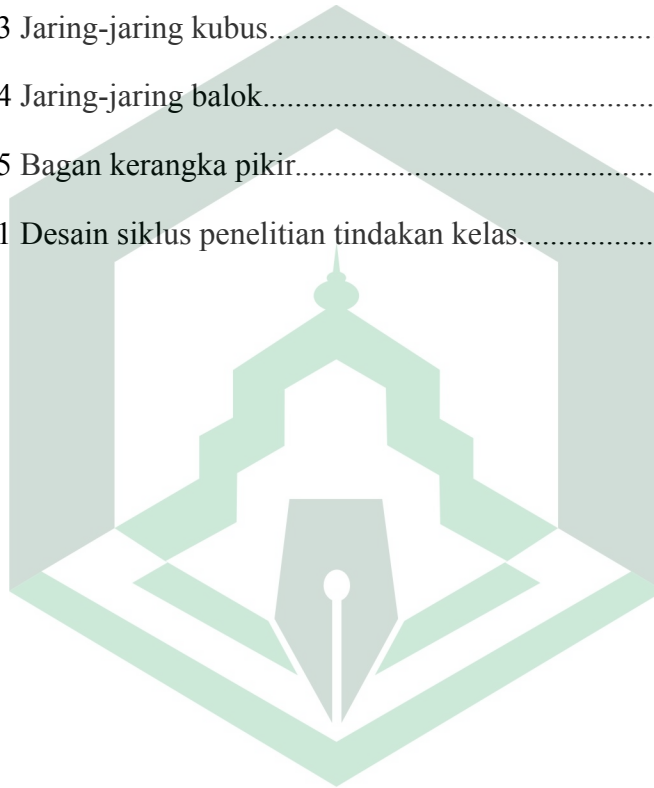 3 Jaring-jaring kubus................................................
4 Jaring-jaring balok.................................................
5 Bagan kerangka pikir.............................................
1 Desain siklus penelitian tindakan kelas.................